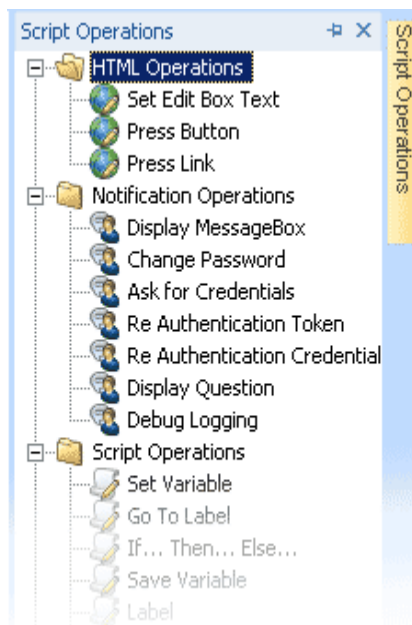 Script Operations
HTML Operations
Set Edit Box Text
Press Button
Press Link
Notification Operations
Display MessageBox
Change Password
Ask for Credentials
Re Authentication Token
Re Authentication Credential
Display Question
Debug Logging
Script Operations
Set Variable
Go To Label
If... Then... Else...
Save Variable
Label
Script Operations